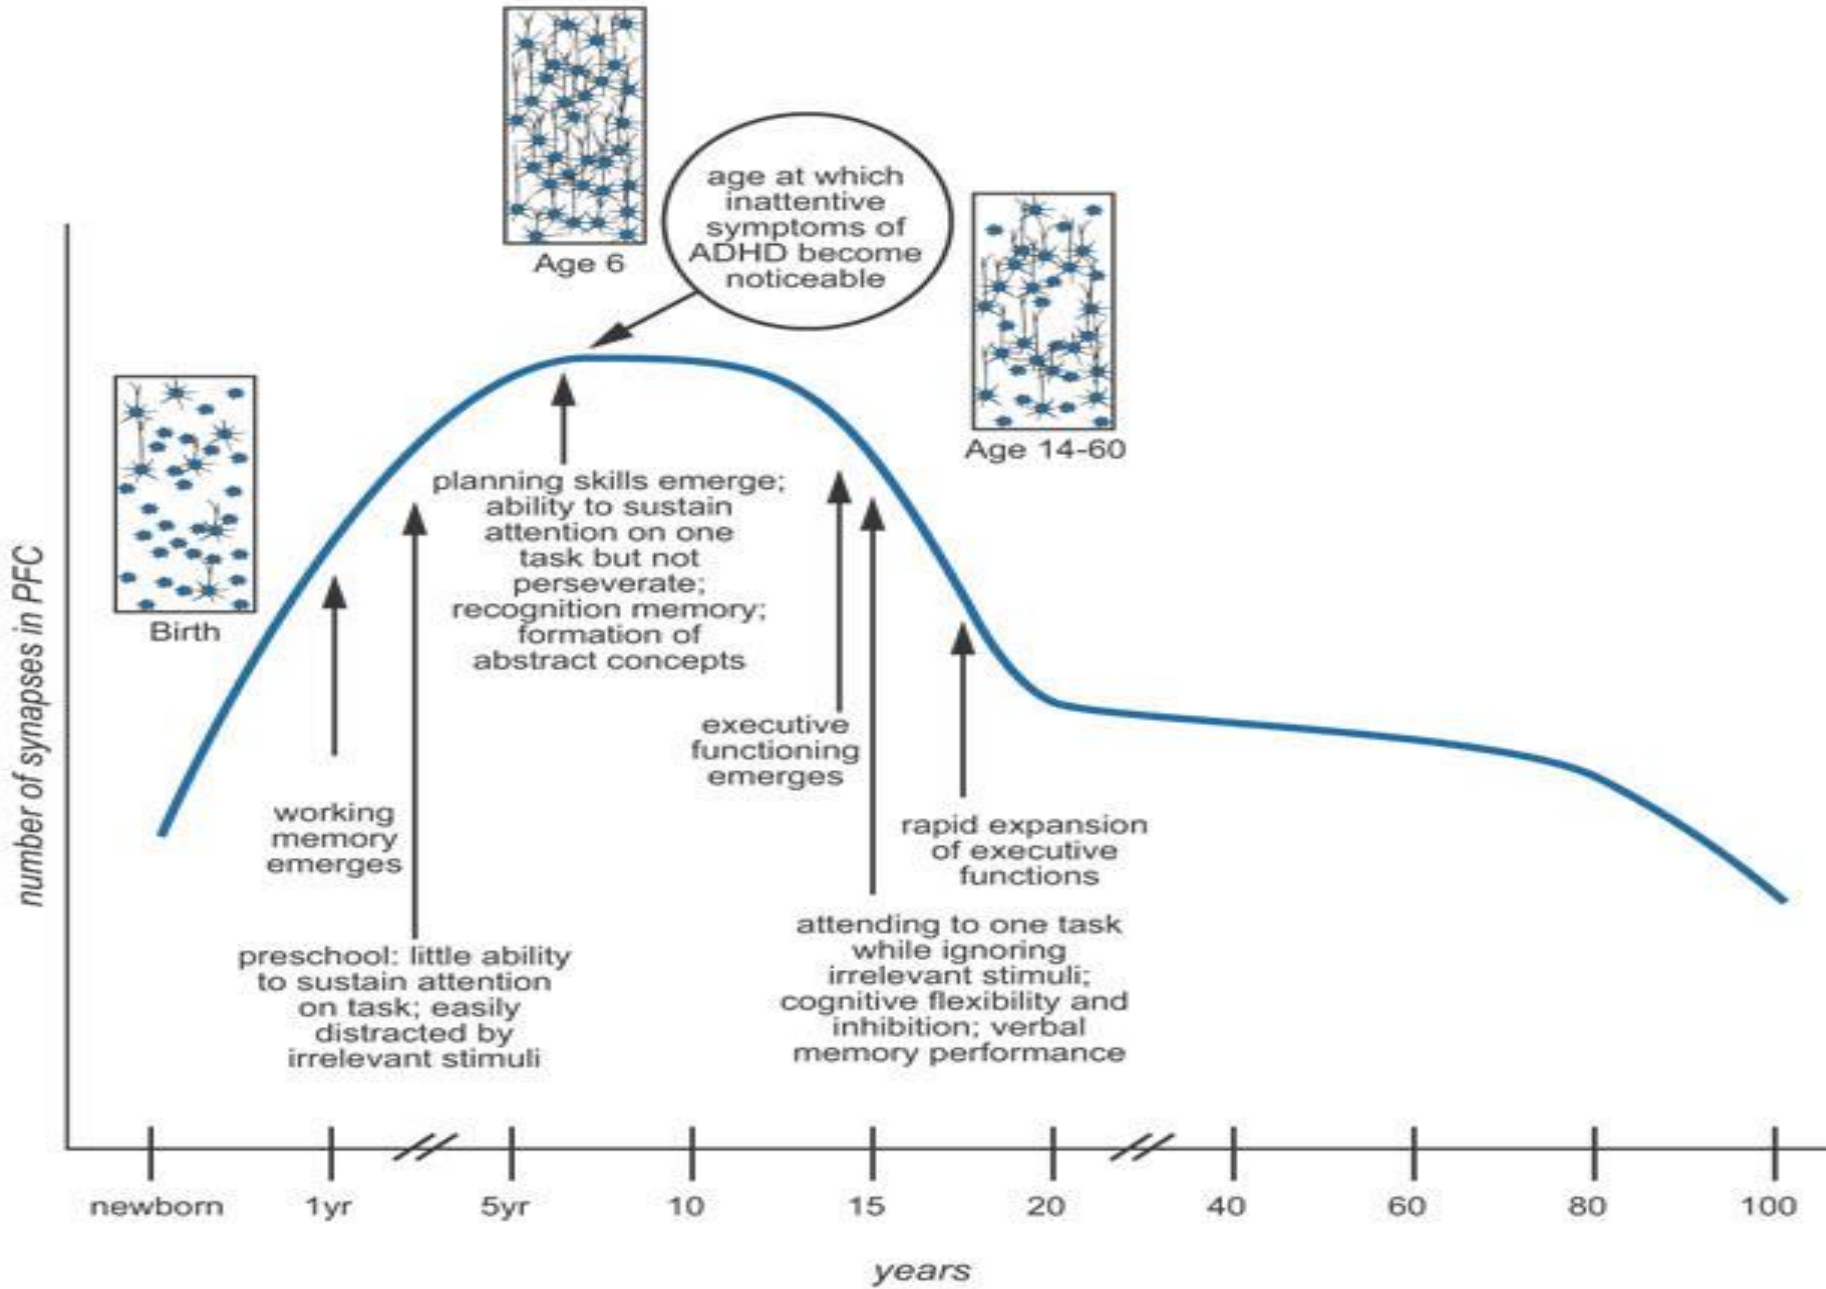 Age 6
age at which
inattentive
symptoms of
ADHD become
noticeable
Age 14-60
Birth
number of synapses in PFC
planning skills emerge;
ability to sustain
attention on one
task but not
perseverate;
recognition memory;
formation of
abstract concepts
working
memory
emerges
preschool: little ability
to sustain attention
on task; easily
distracted by
irrelevant stimuli
executive
functioning
emerges
rapid expansion
of executive
functions
attending to one task
while ignoring
irrelevant stimuli;
cognitive flexibility and
inhibition; verbal
memory performance
newborn 1yr 5yr 10 15 20 40 60 80 100
years